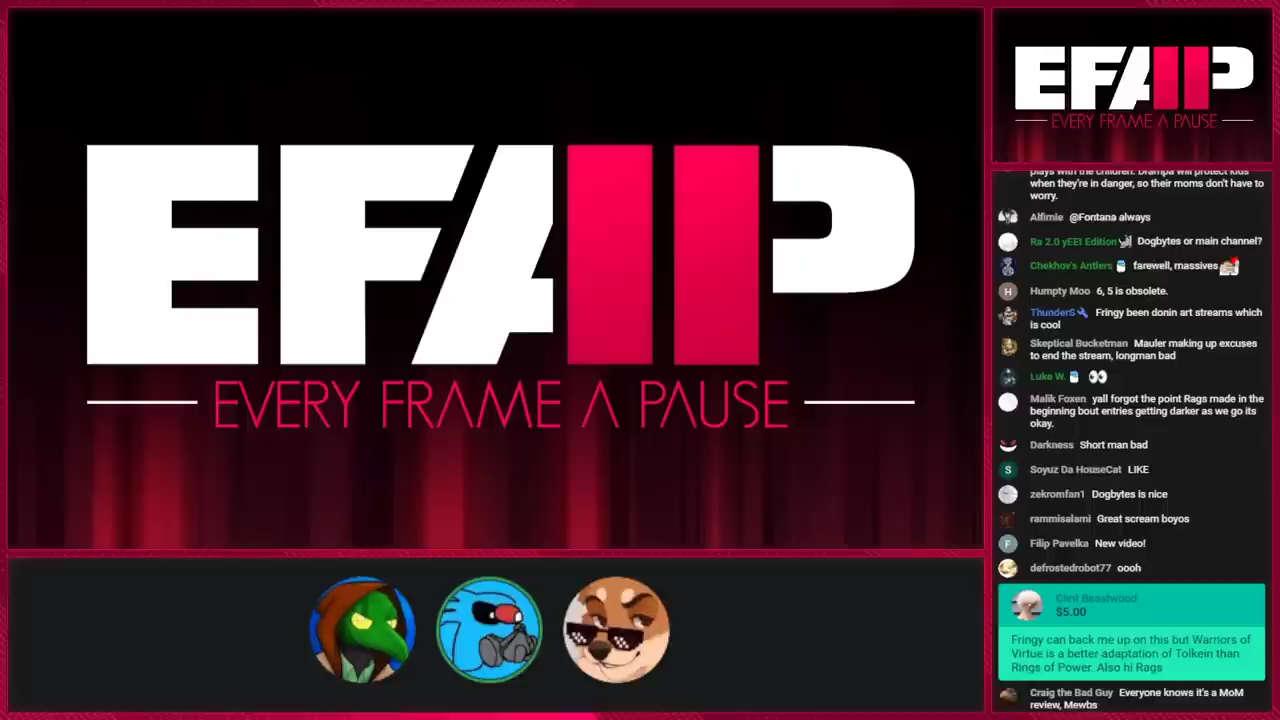 EFAP
EVERY FRAME A PAUSE
EFAP
EVERY FRAME A PAUSE
plays with the children. Drampa will protect kids
when they're in danger, so their moms don't have to
worry.
Alfimie @Fontana always
Ra 2.0 yEEt Edition Dogbytes or main channel?
Chekhov's Antlers farewell, massives
H Humpty Moo 6, 5 is obsolete.
ThunderS Fringy been donin art streams which
is cool
Skeptical Bucketman Mauler making up excuses
to end the stream, longman bad
Luke W.
Malik Foxen yall forgot the point Rags made in the
beginning bout entries getting darker as we go its
okay.
Darkness Short man bad
S Soyuz Da HouseCat LIKE
zekromfan1 Dogbytes is nice
rammisalami Great scream boyos
F Filip Pavelka New video!
defrostedrobot77 oooh
Clint Beastwood
$5.00
Fringy can back me up on this but Warriors of
Virtue is a better adaptation of Tolkein than
Rings of Power. Also hi Rags
Craig the Bad Guy Everyone knows it's a MoM
review, Mewbs